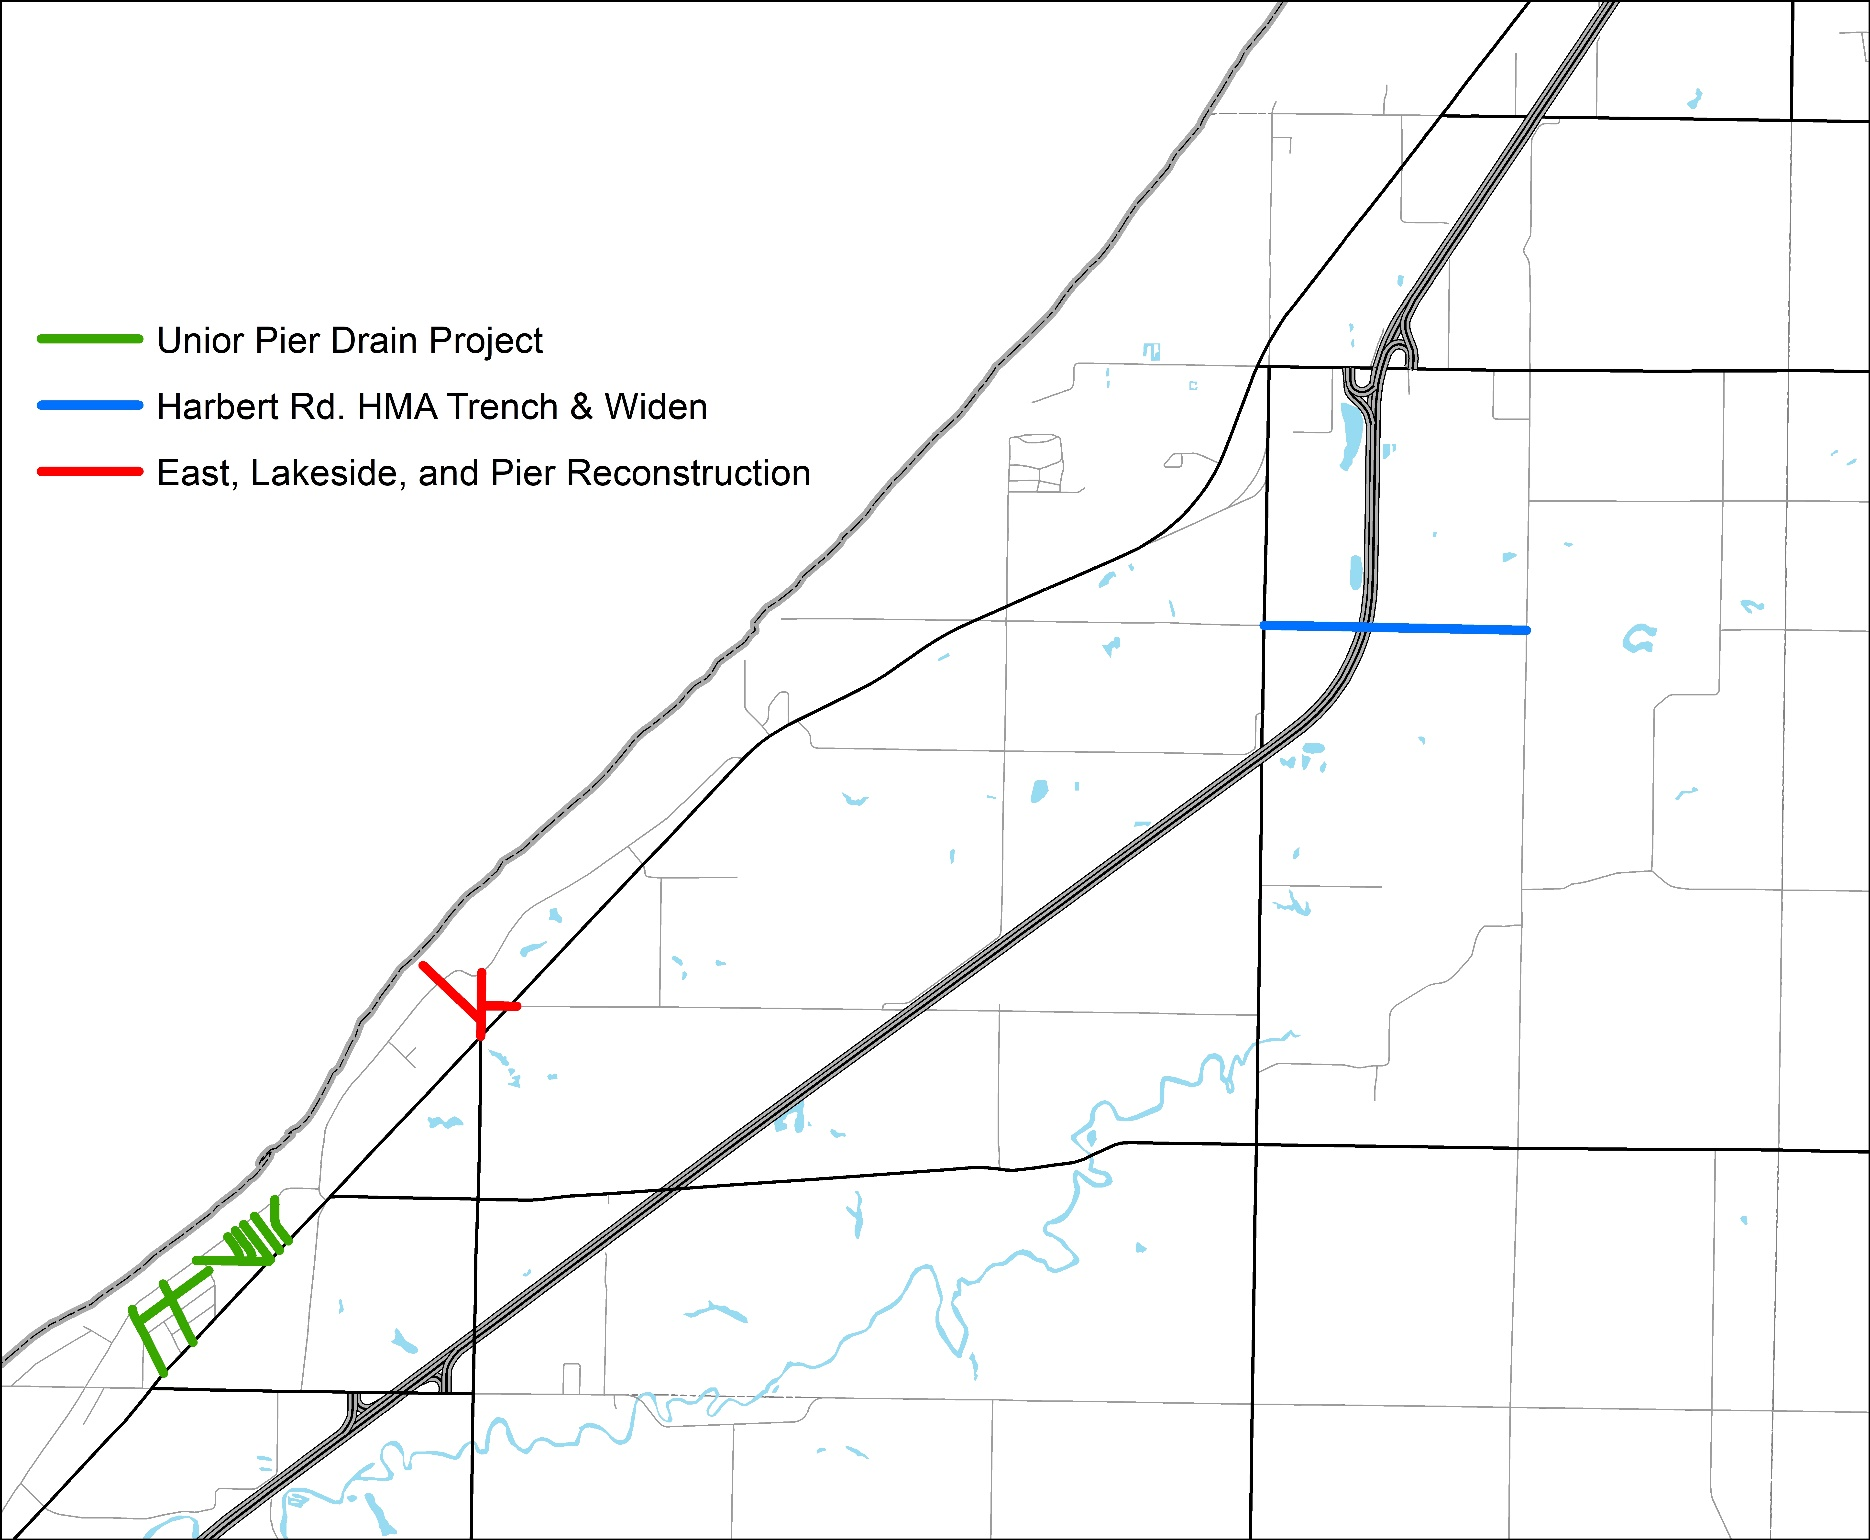 Unior Pier Drain Project
Harbert Rd. HMA Trench & Widen
East, Lakeside, and Pier Reconstruction